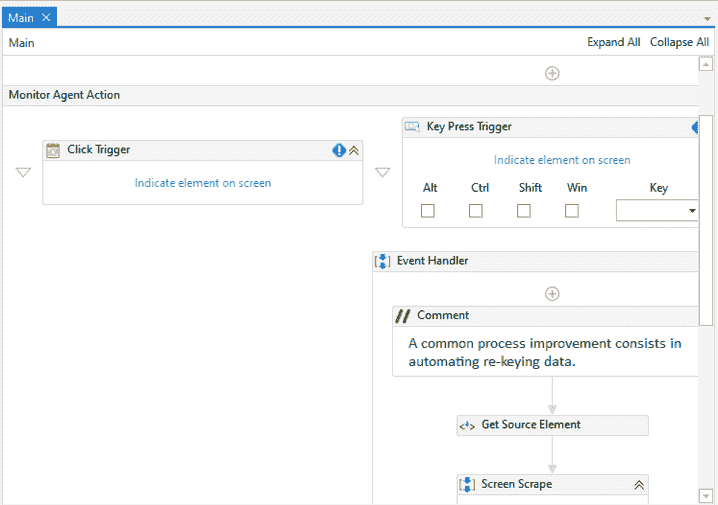 Main
Main
Expand All
Collapse All
Monitor Agent Action
Click Trigger
Indicate element on screen
Key Press Trigger
Indicate element on screen
Alt
Ctrl
Shift
Win
Key
Event Handler
Comment
A common process improvement consists in
automating re-keying data.
Get Source Element
Screen Scrape